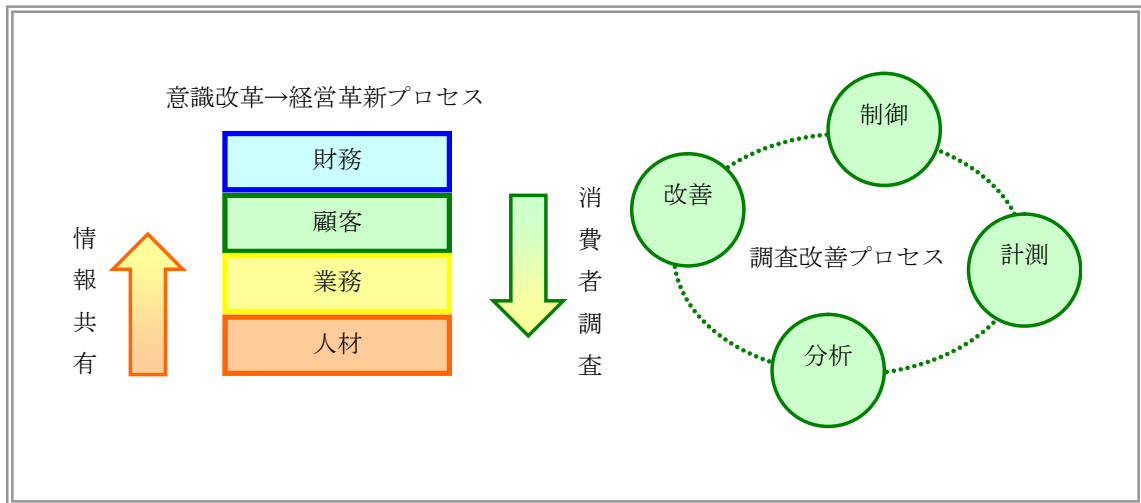 意識改革→経営革新プロセス
財務
顧客
業務
人材
情報共有
消費者調査
制御
改善
調査改善プロセス
計測
分析